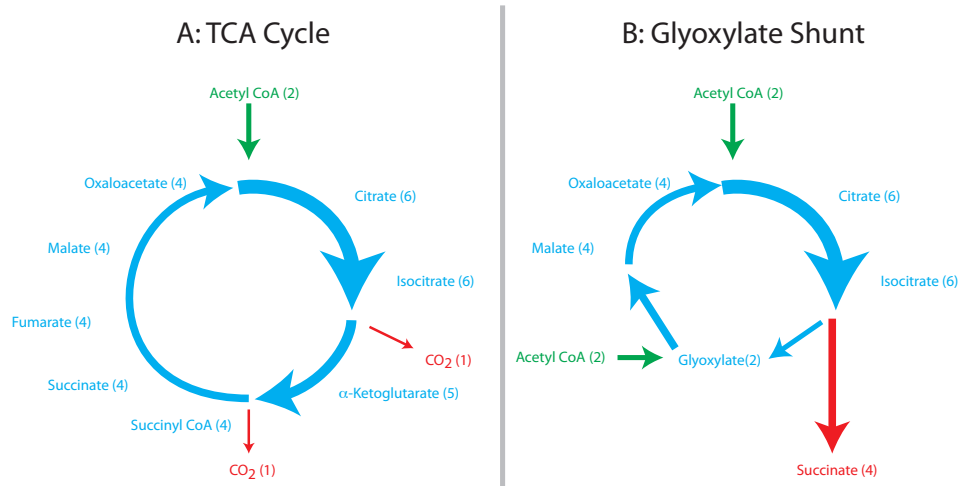 A: TCA Cycle
Acetyl CoA (2)
Oxaloacetate (4)
Citrate (6)
Malate (4)
Isocitrate (6)
Fumarate (4)
CO₂ (1)
Succinate (4)
α-Ketoglutarate (5)
Succinyl CoA (4)
CO₂ (1)
B: Glyoxylate Shunt
Acetyl CoA (2)
Oxaloacetate (4)
Citrate (6)
Malate (4)
Isocitrate (6)
Acetyl CoA (2)
Glyoxylate(2)
Succinate (4)